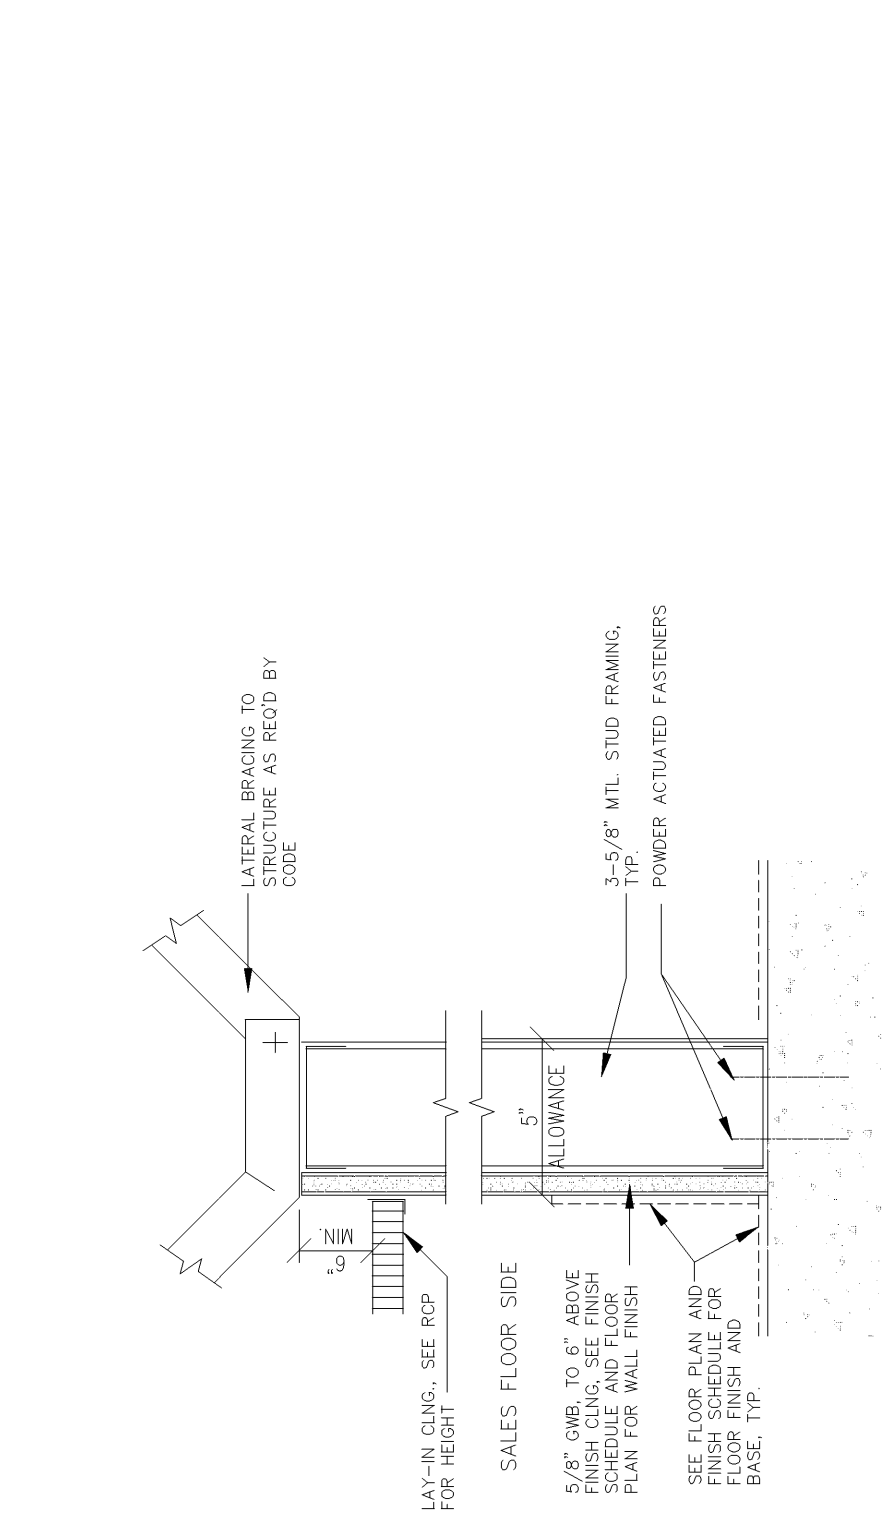 LATERAL BRACING TO
STRUCTURE AS REQ'D BY
CODE
6"
MIN.
LAY-IN CLNG., SEE RCP
FOR HEIGHT
SALES FLOOR SIDE
5"
ALLOWANCE
5/8" GWB, TO 6" ABOVE
FINISH CLNG, SEE FINISH
SCHEDULE AND FLOOR
PLAN FOR WALL FINISH
3-5/8" MTL. STUD FRAMING,
TYP.
POWDER ACTUATED FASTENERS
SEE FLOOR PLAN AND
FINISH SCHEDULE FOR
FLOOR FINISH AND
BASE, TYP.